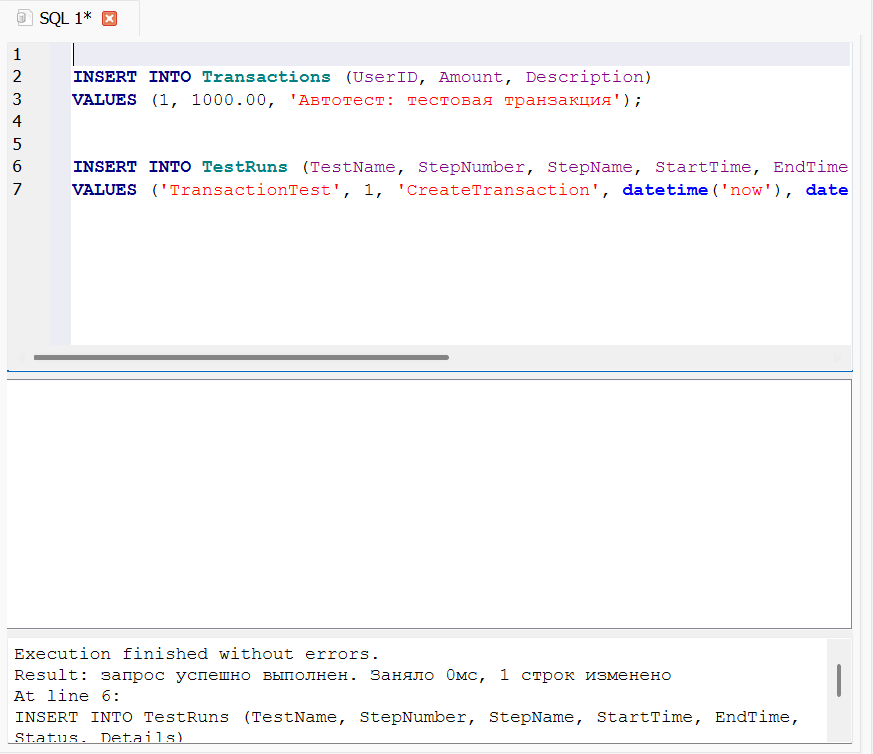 SQL 1*
1
2 INSERT INTO Transactions (UserID, Amount, Description)
3 VALUES (1, 1000.00, 'Автотест: тестовая транзакция');
4
5
6 INSERT INTO TestRuns (TestName, StepNumber, StepName, StartTime, EndTime
7 VALUES ('TransactionTest', 1, 'CreateTransaction', datetime('now'), date
Execution finished without errors.
Result: запрос успешно выполнен. Заняло 0мс, 1 строк изменено
At line 6:
INSERT INTO TestRuns (TestName, StepNumber, StepName, StartTime, EndTime,
Status, Details)